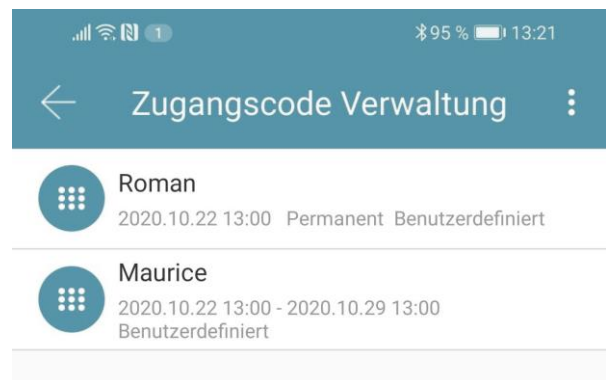 1 95 % 13:21
Zugangscode Verwaltung
Roman
2020.10.22 13:00 Permanent Benutzerdefiniert
Maurice
2020.10.22 13:00 - 2020.10.29 13:00
Benutzerdefiniert